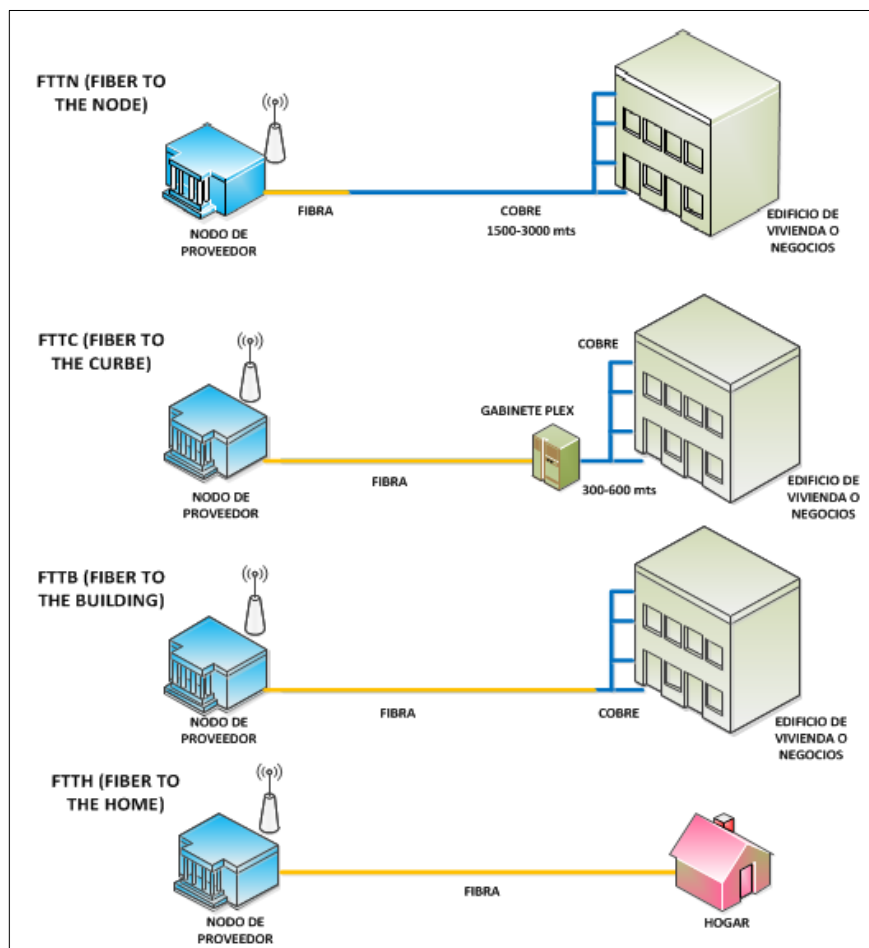 FTTN (FIBER TO
THE NODE)
NODO DE
PROVEEDOR
FIBRA
COBRE
1500-3000 mts
EDIFICIO DE
VIVIENDA O
NEGOCIOS
FTTC (FIBER TO
THE CURBE)
NODO DE
PROVEEDOR
FIBRA
GABINETE PLEX
COBRE
300-600 mts
EDIFICIO DE
VIVIENDA O
NEGOCIOS
FTTB (FIBER TO
THE BUILDING)
NODO DE
PROVEEDOR
FIBRA
COBRE
EDIFICIO DE
VIVIENDA O
NEGOCIOS
FTTH (FIBER TO
THE HOME)
NODO DE
PROVEEDOR
FIBRA
HOGAR